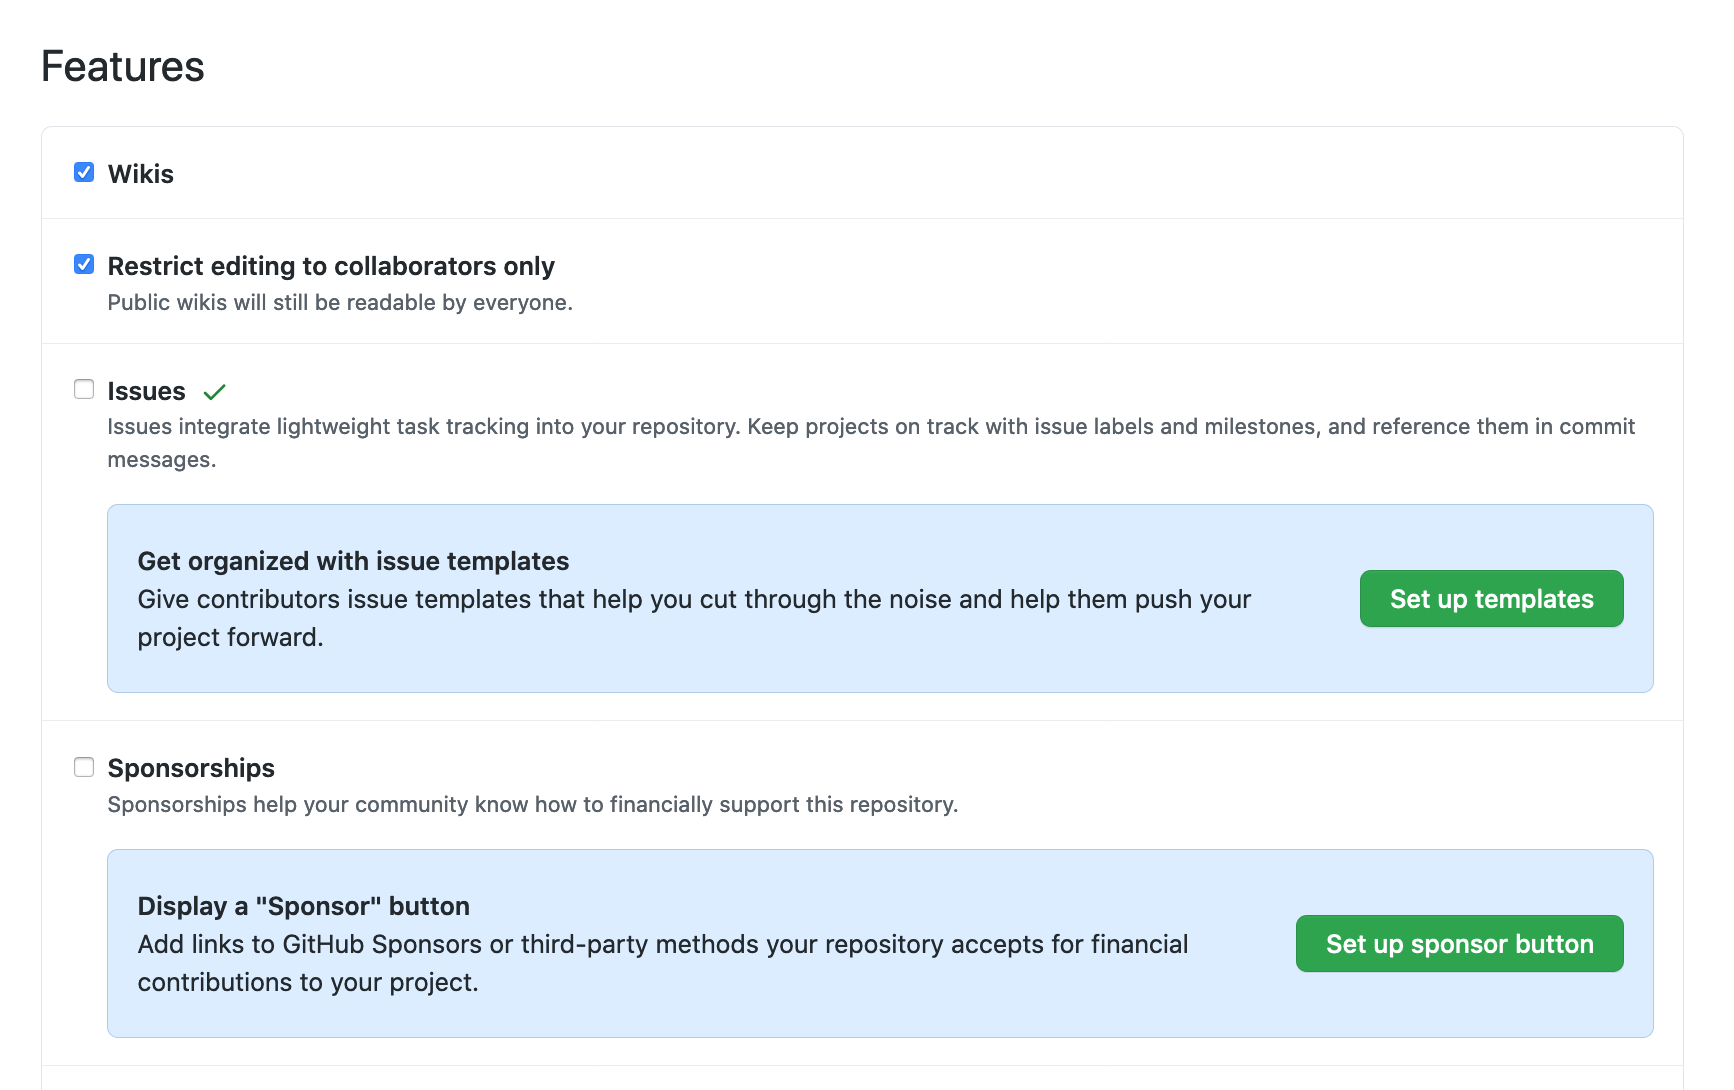 Features
Wikis
Restrict editing to collaborators only
Public wikis will still be readable by everyone.
Issues
Issues integrate lightweight task tracking into your repository. Keep projects on track with issue labels and milestones, and reference them in commit
messages.
Get organized with issue templates
Give contributors issue templates that help you cut through the noise and help them push your
project forward.
Set up templates
Sponsorships
Sponsorships help your community know how to financially support this repository.
Display a "Sponsor" button
Add links to GitHub Sponsors or third-party methods your repository accepts for financial
contributions to your project.
Set up sponsor button